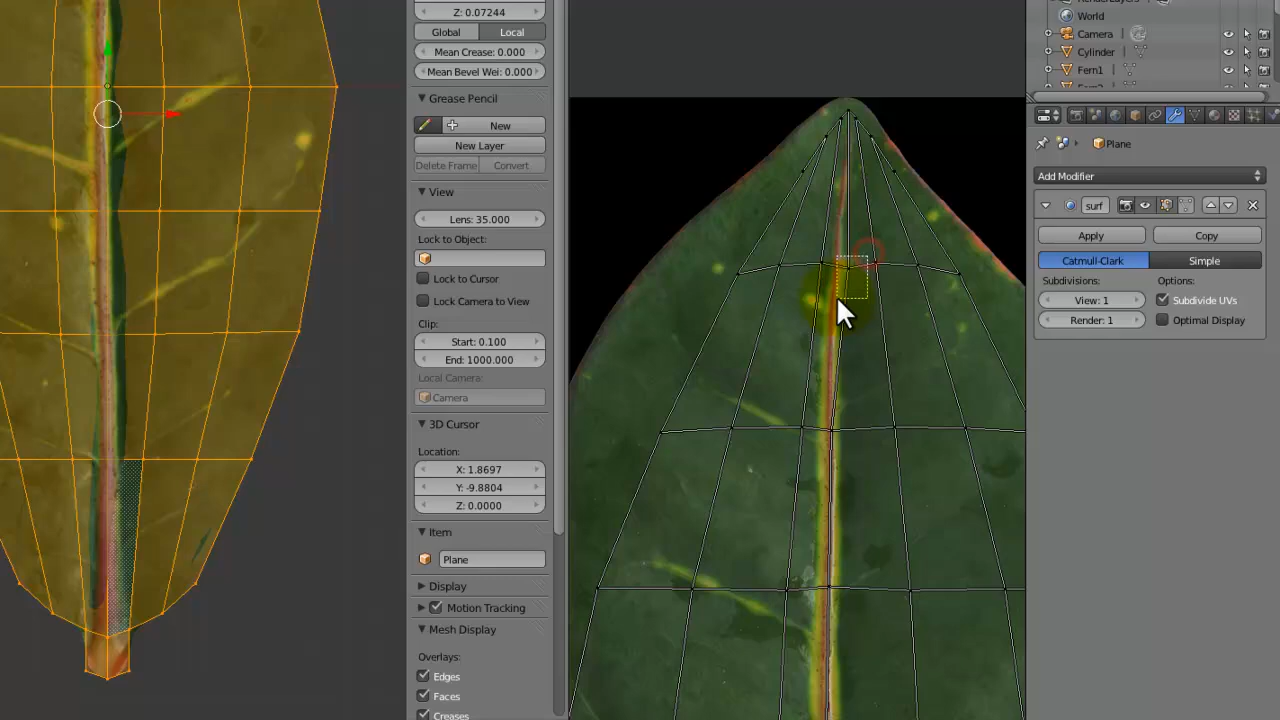 Z: 0.07244
Global Local
Mean Crease: 0.000
Mean Bevel Wei: 0.000
Grease Pencil
New
New Layer
Delete Frame Convert
View
Lens: 35.000
Lock to Object:
Lock to Cursor
Lock Camera to View
Clip:
Start: 0.100
End: 1000.000
Local Camera:
Camera
3D Cursor
Location:
X: 1.8697
Y: -9.8804
Z: 0.0000
Item
Plane
Display
Motion Tracking
Mesh Display
Overlays:
Edges
Faces
Creases
RenderLayers
World
Camera
Cylinder
Fern1
Plane
Add Modifier
surf
Apply Copy
Catmull-Clark Simple
Subdivisions: Options:
View: 1 Subdivide UVs
Render: 1 Optimal Display